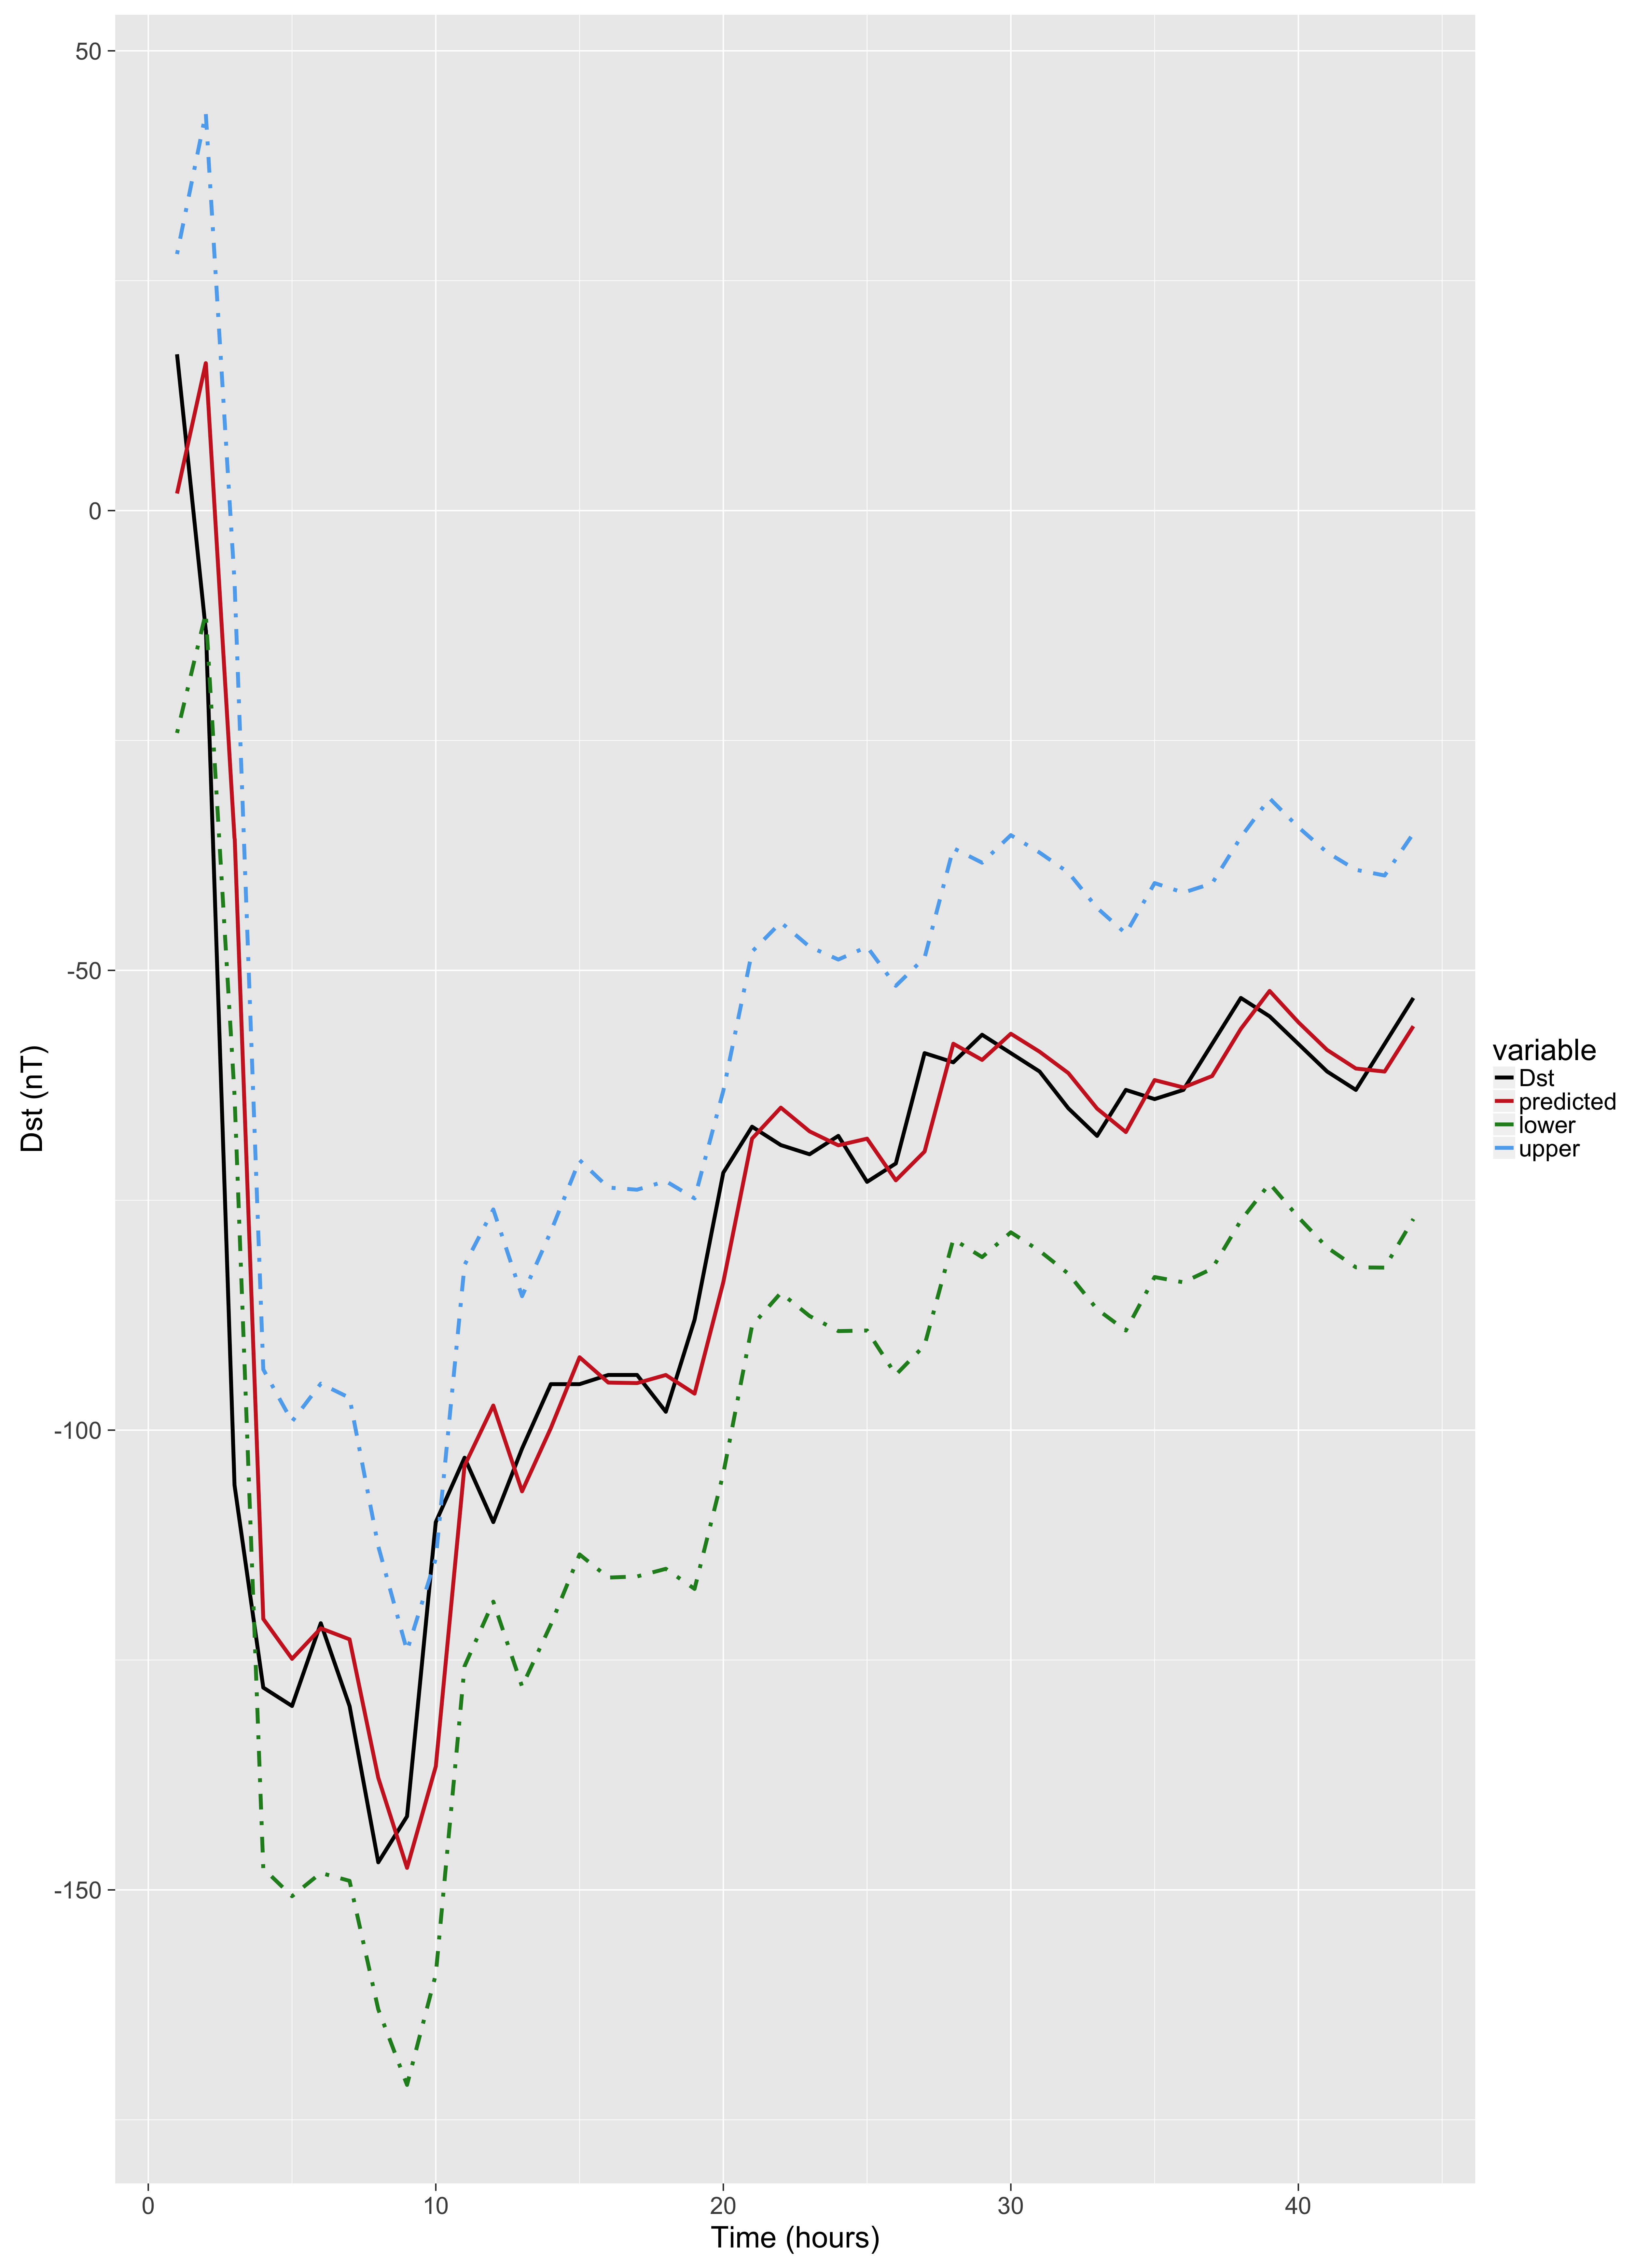 50
0
-50
-100
-150
Dst (nT)
0 10 20 30 40
Time (hours)
variable
Dst
predicted
lower
upper